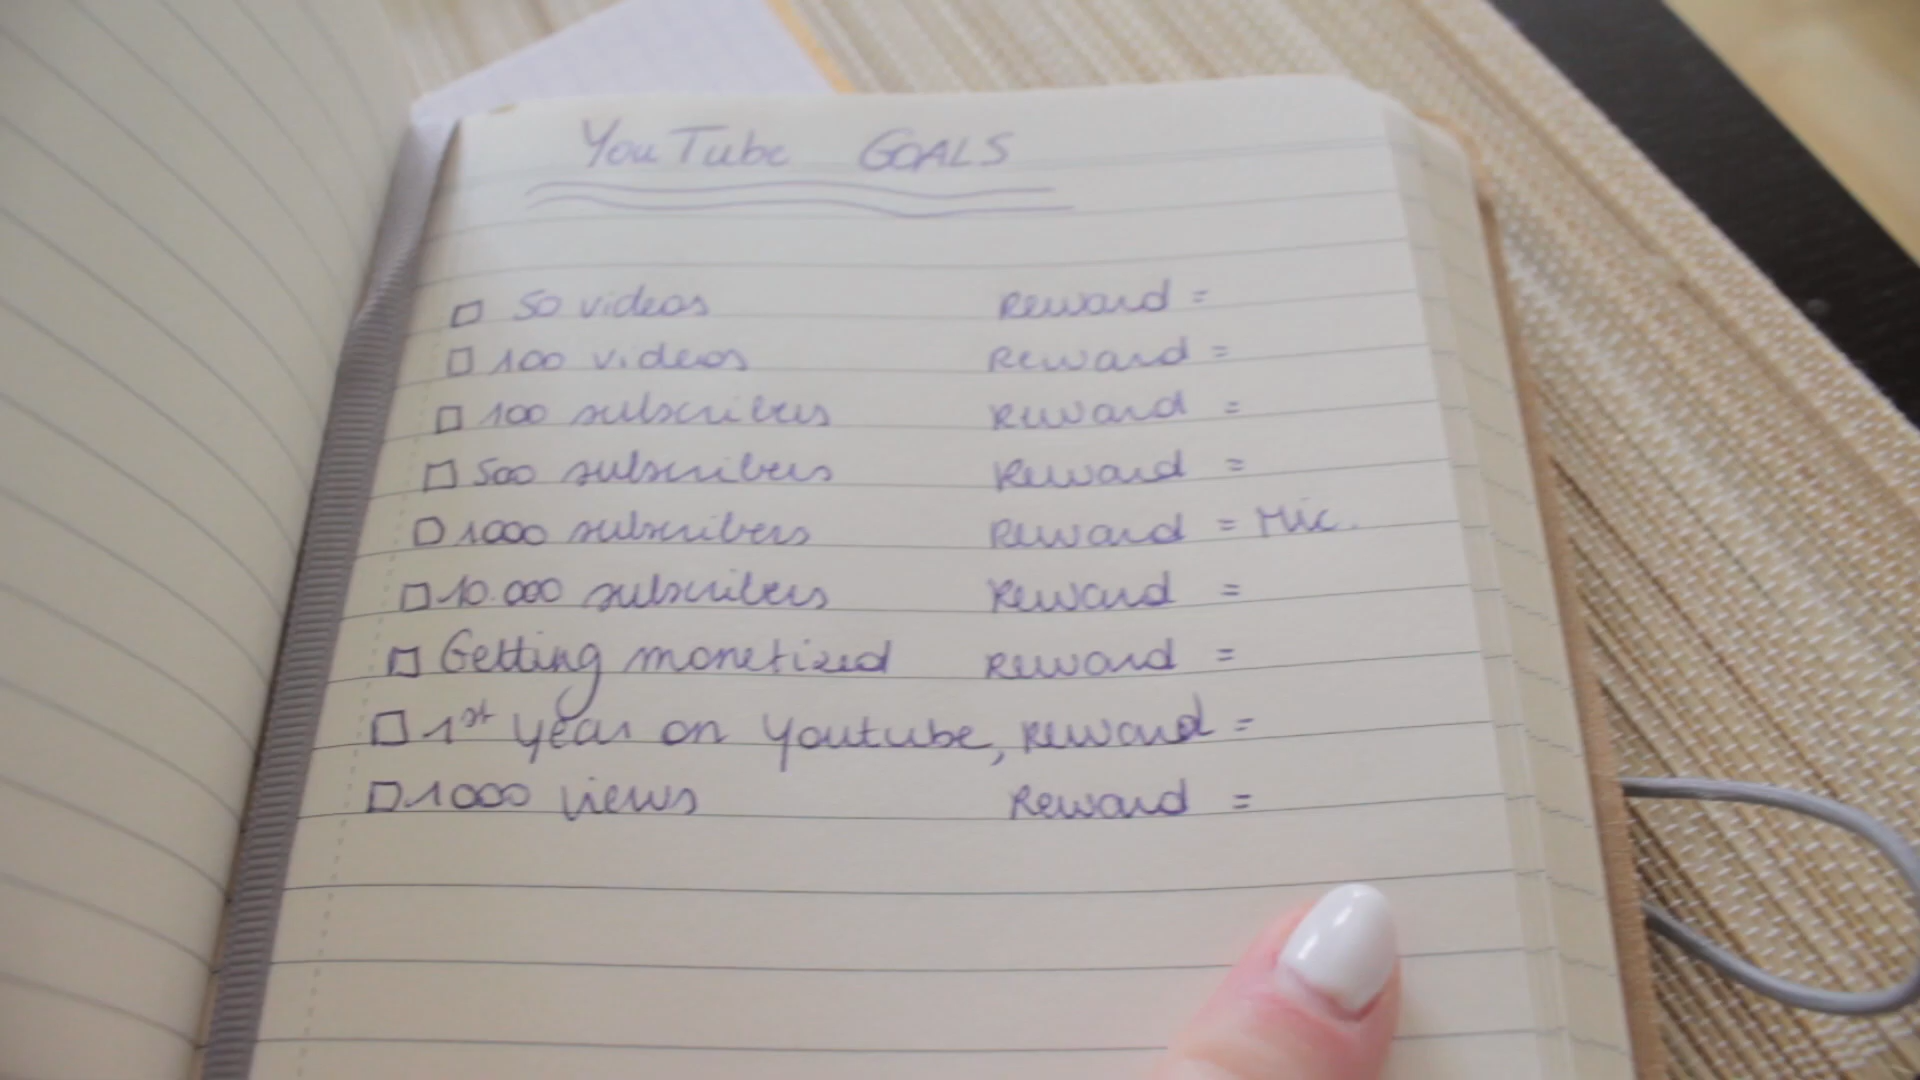 YouTube GOALS
□ 50 videos Reward =
□ 100 videos Reward =
□ 100 subscribers Reward =
□ 500 subscribers Reward =
□ 1000 subscribers Reward = Mic.
□ 10.000 subscribers Reward =
□ Getting monetized Reward =
□ 1st year on Youtube, Reward =
□ 1000 views Reward =